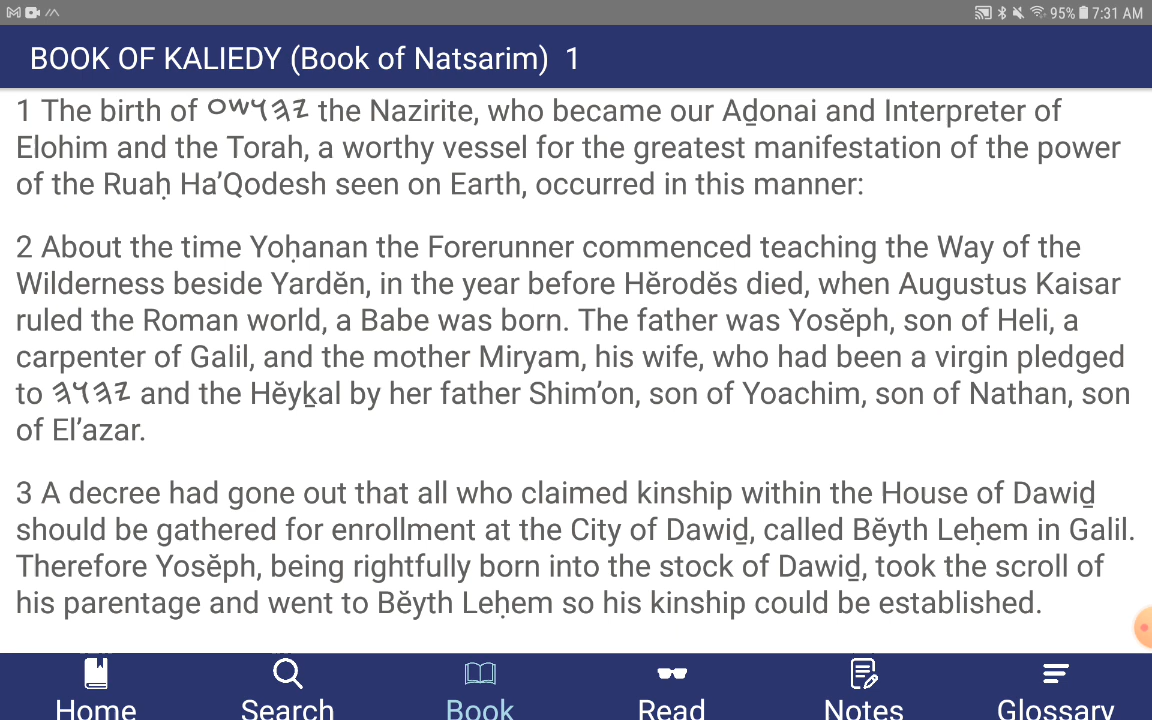 95% 7:31 AM
BOOK OF KALIEDY (Book of Natsarim) 1
1 The birth of 𐤉𐤄𐤅𐤔𐤏 the Nazirite, who became our Aḏonai and Interpreter of
Elohim and the Torah, a worthy vessel for the greatest manifestation of the power
of the Ruaḥ Ha’Qodesh seen on Earth, occurred in this manner:
2 About the time Yoḥanan the Forerunner commenced teaching the Way of the
Wilderness beside Yardĕn, in the year before Hĕrodĕs died, when Augustus Kaisar
ruled the Roman world, a Babe was born. The father was Yosĕph, son of Heli, a
carpenter of Galil, and the mother Miryam, his wife, who had been a virgin pledged
to 𐤉𐤄𐤅𐤄 and the Hĕyḵal by her father Shim’on, son of Yoachim, son of Nathan, son
of El’azar.
3 A decree had gone out that all who claimed kinship within the House of Dawiḏ
should be gathered for enrollment at the City of Dawiḏ, called Bĕyth Leḥem in Galil.
Therefore Yosĕph, being rightfully born into the stock of Dawiḏ, took the scroll of
his parentage and went to Bĕyth Leḥem so his kinship could be established.
Home Search Book Read Notes Glossary